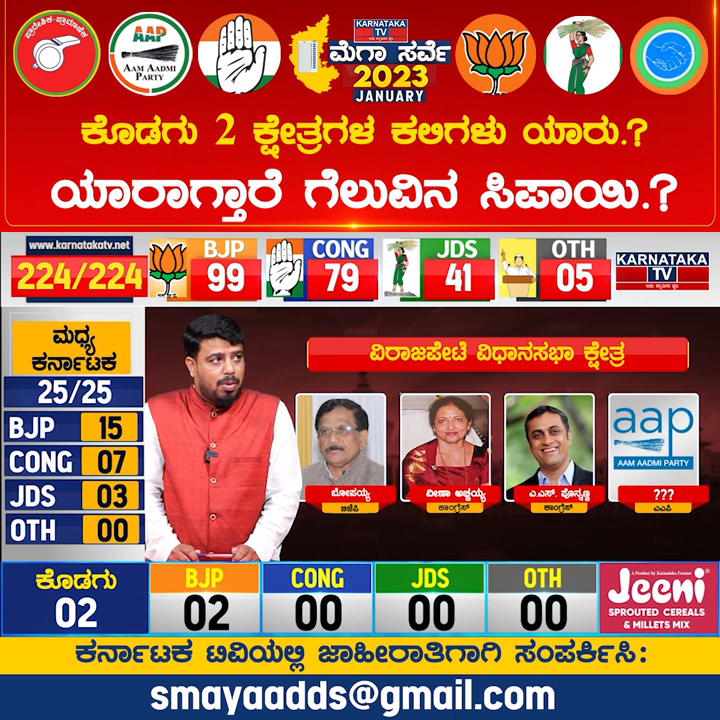 ಪ್ರಾದೇಶಿಕ-ಪ್ರಾಮಾಣಿಕ
AAP
AAM AADMI
PARTY
KARNATAKA
TV
ಮೆಗಾ ಸರ್ವೆ
2023
JANUARY
ಕೊಡಗು 2 ಕ್ಷೇತ್ರಗಳ ಕಲಿಗಳು ಯಾರು.?
ಯಾರಾಗ್ತಾರೆ ಗೆಲುವಿನ ಸಿಪಾಯಿ.?
www.karnatakatv.net
224/224
BJP
99
CONG
79
JDS
41
OTH
05
KARNATAKA
TV
ಮಧ್ಯ
ಕರ್ನಾಟಕ
25/25
BJP 15
CONG 07
JDS 03
OTH 00
ವಿರಾಜಪೇಟೆ ವಿಧಾನಸಭಾ ಕ್ಷೇತ್ರ
ಬೋಪಯ್ಯ
ಬಿಜೆಪಿ
ವೀಣಾ ಅಚ್ಚಯ್ಯ
ಕಾಂಗ್ರೆಸ್
ಎ.ಎಸ್. ಪೊನ್ನಣ್ಣ
ಕಾಂಗ್ರೆಸ್
aap
AAM AADMI PARTY
???
ಎಎಪಿ
ಕೊಡಗು
02
BJP
02
CONG
00
JDS
00
OTH
00
A Product by Karnataka Farmer
Jeeni
SPROUTED CEREALS
& MILLETS MIX
ಕರ್ನಾಟಕ ಟಿವಿಯಲ್ಲಿ ಜಾಹೀರಾತಿಗಾಗಿ ಸಂಪರ್ಕಿಸಿ:
smayaadds@gmail.com